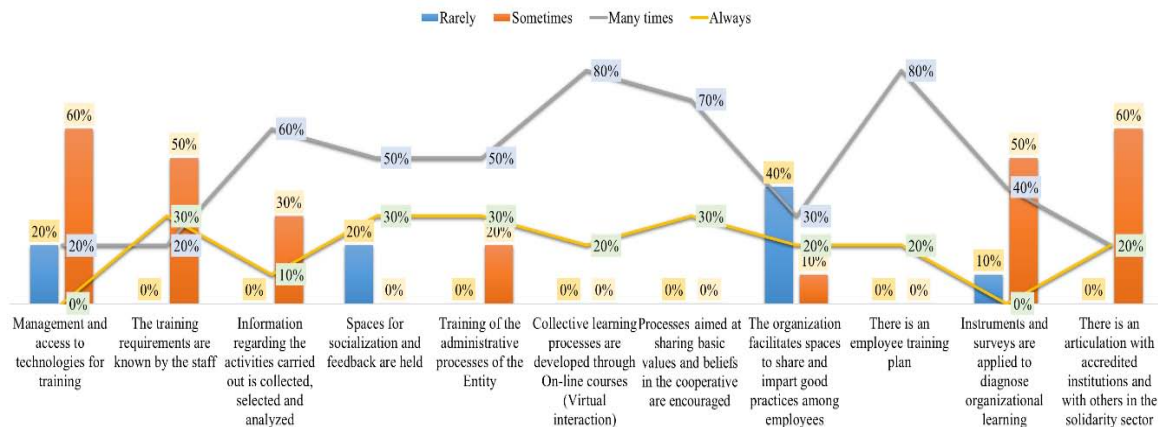 Rarely Sometimes Many times Always
80% 80%
70%
60% 60% 60%
50% 50% 50% 50%
40% 40%
30% 30% 30% 30% 30% 30%
20% 20% 20% 20% 20% 20% 20% 20% 20% 20%
10% 10% 10%
0% 0% 0% 0% 0% 0% 0% 0% 0% 0% 0% 0% 0%
Management and
access to
technologies for
training
The training
requirements are
known by the staff
Information
regarding the
activities carried
out is collected,
selected and
analyzed
Spaces for
socialization and
feedback are held
Training of the
administrative
processes of the
Entity
Collective learning
processes are
developed through
On-line courses
(Virtual
interaction)
Processes aimed at
sharing basic
values and beliefs
in the cooperative
are encouraged
The organization
facilitates spaces
to share and
impart good
practices among
employees
There is an
employee training
plan
Instruments and
surveys are
applied to
diagnose
organizational
learning
There is an
articulation with
accredited
institutions and
with others in the
solidarity sector